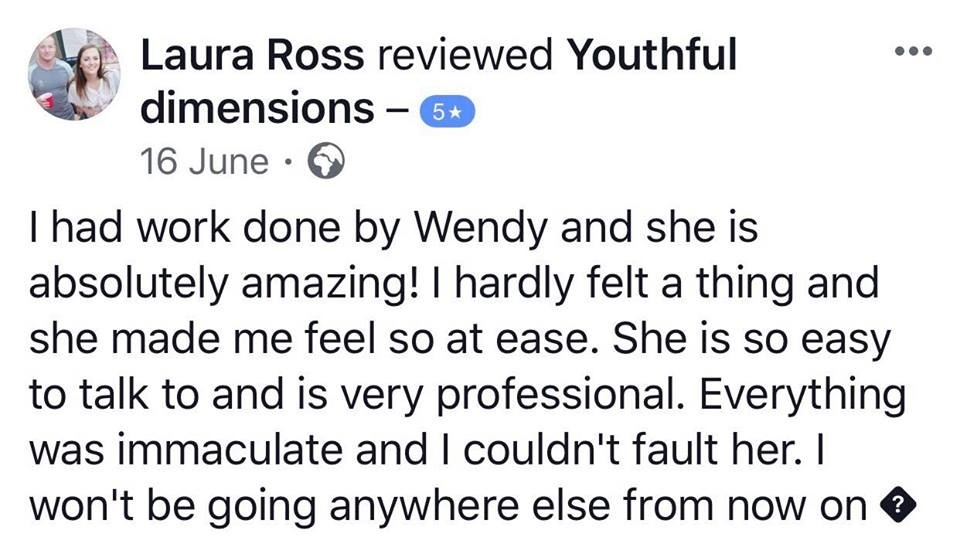 Laura Ross reviewed Youthful
dimensions – 5★
16 June ·
I had work done by Wendy and she is
absolutely amazing! I hardly felt a thing and
she made me feel so at ease. She is so easy
to talk to and is very professional. Everything
was immaculate and I couldn't fault her. I
won't be going anywhere else from now on �